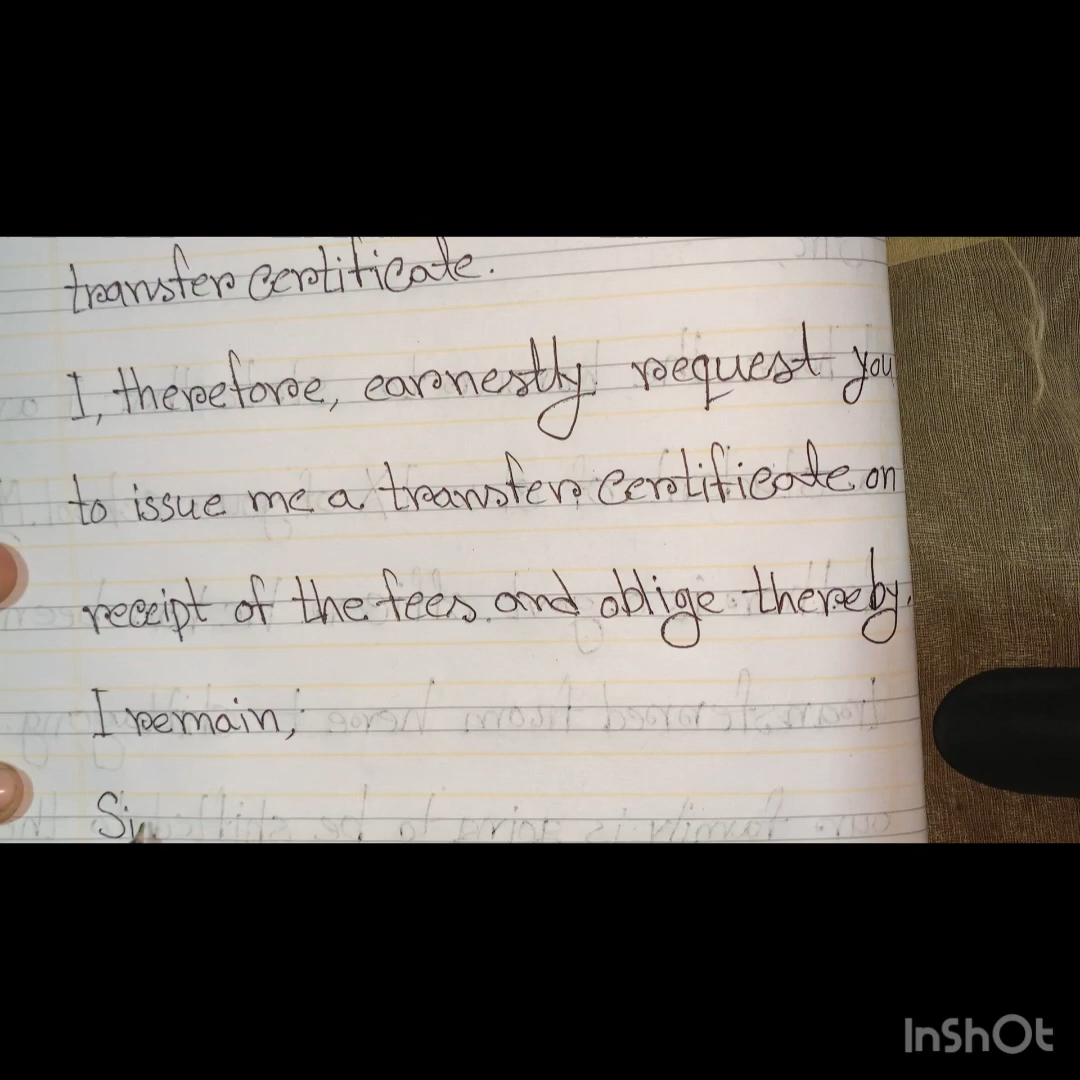 transfer certificate.
I, therefore, earnestly request you
to issue me a transfer certificate on
receipt of the fees and oblige thereby.
I remain,
Si
InShOt